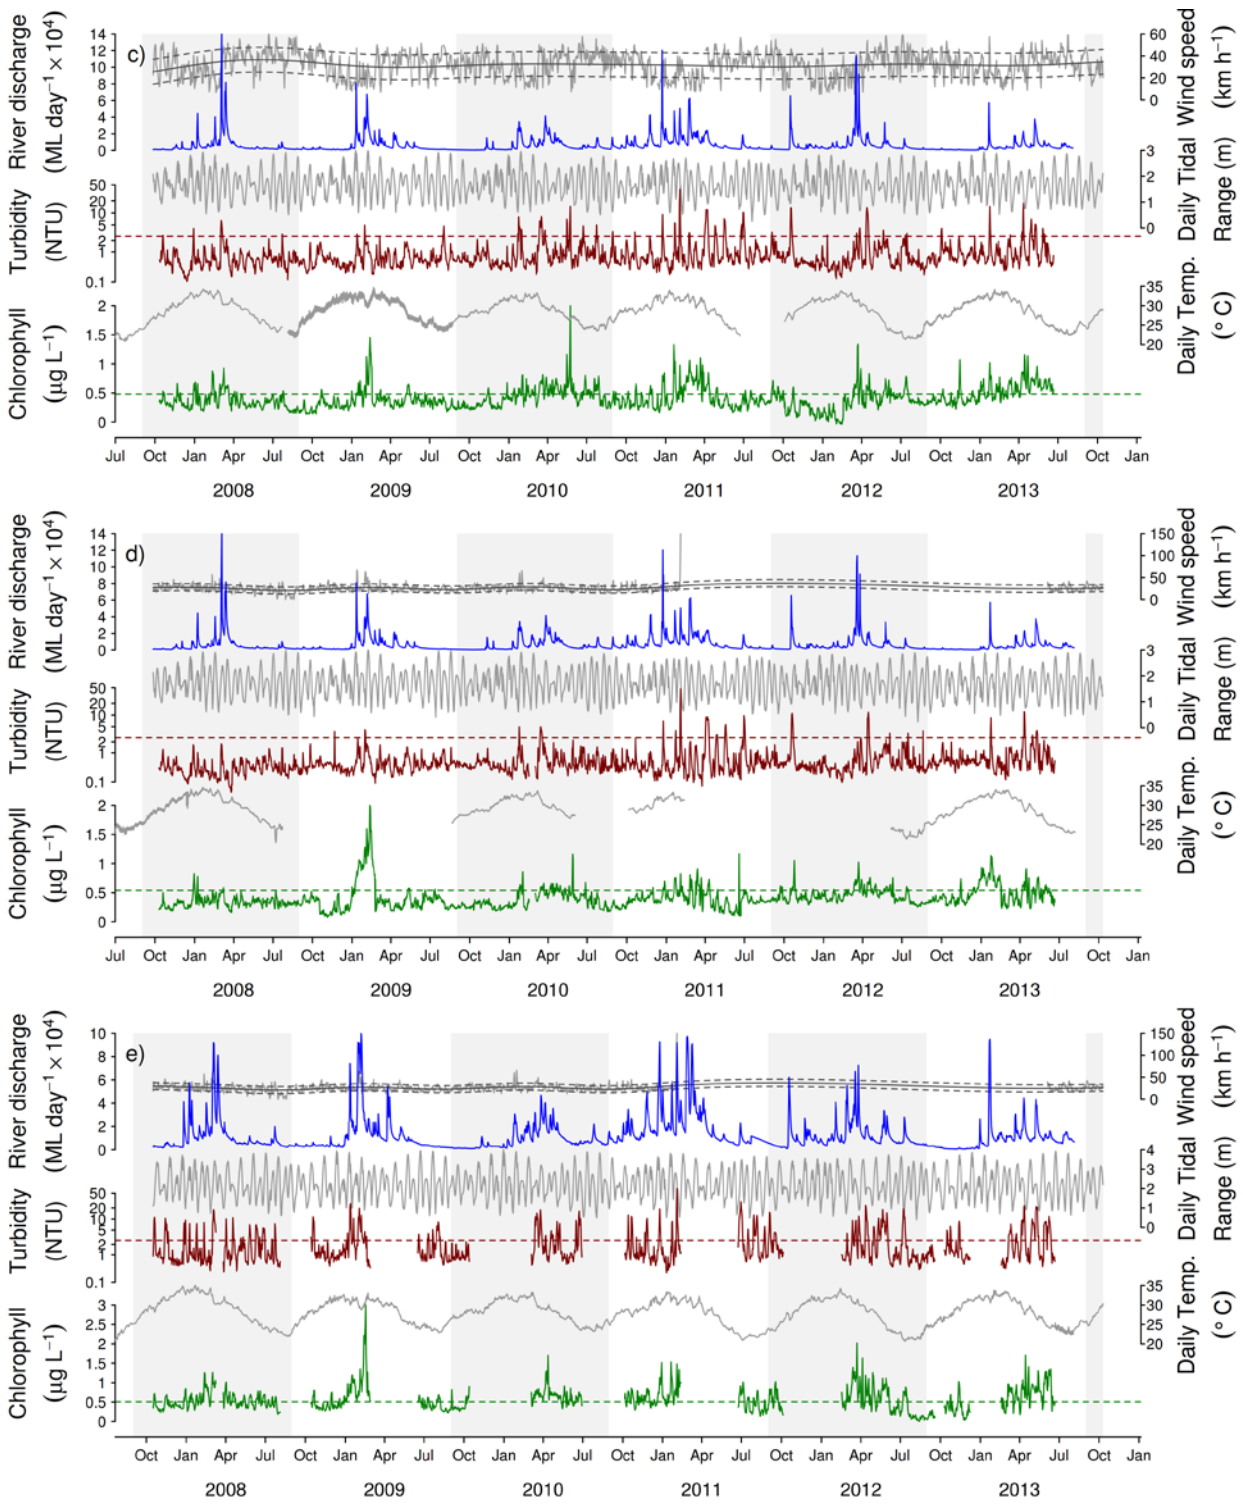 c)
River discharge
(ML day⁻¹ × 10⁴)
14
12
10
8
6
4
2
0
Wind speed
(km h⁻¹)
60
40
20
0
Turbidity
(NTU)
50
20
10
5
2
1
0.1
Daily Tidal
Range (m)
3
2
1
0
Chlorophyll
(µg L⁻¹)
2
1.5
1
0.5
0
Daily Temp.
(° C)
35
30
25
20
Jul Oct Jan Apr Jul Oct Jan Apr Jul Oct Jan Apr Jul Oct Jan Apr Jul Oct Jan Apr Jul Oct Jan Apr Jul Oct Jan
2008 2009 2010 2011 2012 2013
d)
River discharge
(ML day⁻¹ × 10⁴)
14
12
10
8
6
4
2
0
Wind speed
(km h⁻¹)
150
100
50
0
Turbidity
(NTU)
50
20
10
5
2
1
0.1
Daily Tidal
Range (m)
3
2
1
0
Chlorophyll
(µg L⁻¹)
2
1.5
1
0.5
0
Daily Temp.
(° C)
35
30
25
20
Jul Oct Jan Apr Jul Oct Jan Apr Jul Oct Jan Apr Jul Oct Jan Apr Jul Oct Jan Apr Jul Oct Jan Apr Jul Oct Jan
2008 2009 2010 2011 2012 2013
e)
River discharge
(ML day⁻¹ × 10⁴)
10
8
6
4
2
0
Wind speed
(km h⁻¹)
150
100
50
0
Turbidity
(NTU)
50
20
10
5
2
1
0.1
Daily Tidal
Range (m)
4
3
2
1
0
Chlorophyll
(µg L⁻¹)
3
2.5
2
1.5
1
0.5
0
Daily Temp.
(° C)
35
30
25
20
Oct Jan Apr Jul Oct Jan Apr Jul Oct Jan Apr Jul Oct Jan Apr Jul Oct Jan Apr Jul Oct Jan Apr Jul Oct Jan
2008 2009 2010 2011 2012 2013